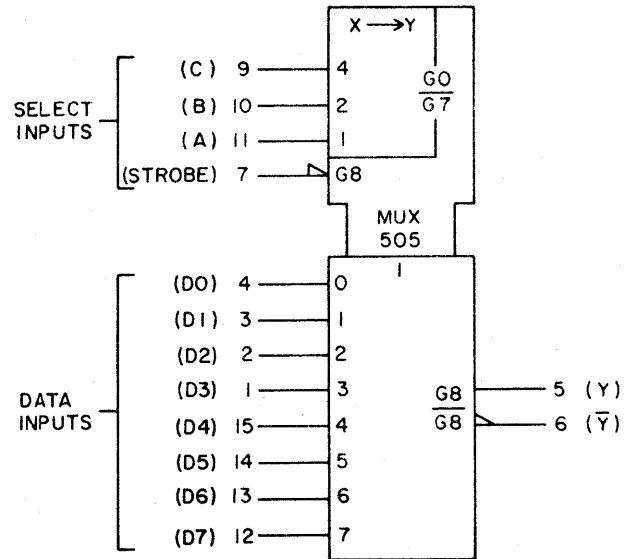 X → Y
(C) 9 4
G0
G7
SELECT INPUTS
(B) 10 2
(A) 11 1
(STROBE) 7 G8
MUX
505
1
(D0) 4 0
(D1) 3 1
(D2) 2 2
(D3) 1 3
G8 5 (Y)
DATA INPUTS
(D4) 15 4
G8 6 (Y̅)
(D5) 14 5
(D6) 13 6
(D7) 12 7